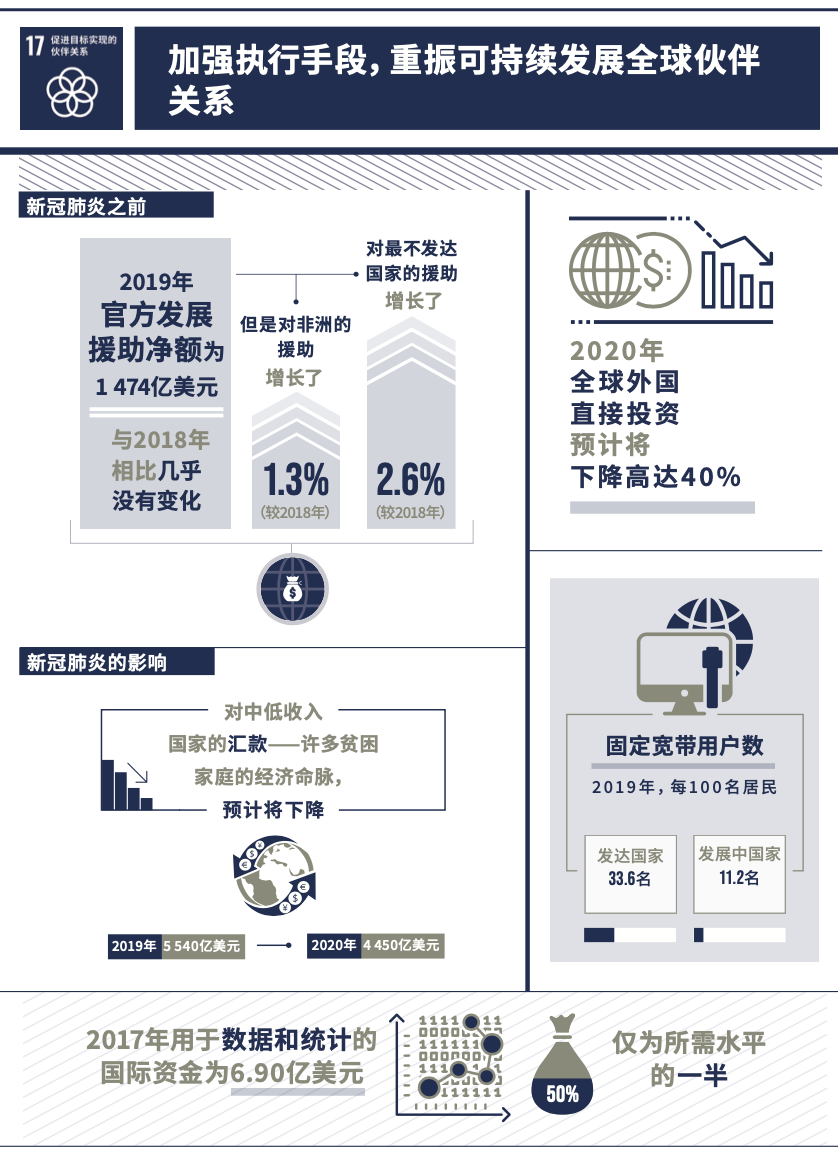 17 促进目标实现的
伙伴关系
加强执行手段，重振可持续发展全球伙伴
关系
新冠肺炎之前
2019年
官方发展
援助净额为
1 474亿美元
与2018年
相比几乎
没有变化
但是对非洲的
援助
增长了
1.3%
（较2018年）
对最不发达
国家的援助
增长了
2.6%
（较2018年）
$
$
2020年
全球外国
直接投资
预计将
下降高达40%
新冠肺炎的影响
对中低收入
国家的汇款——许多贫困
家庭的经济命脉，
预计将下降
2019年 5 540亿美元
2020年 4 450亿美元
固定宽带用户数
2019年，每100名居民
发达国家
33.6名
发展中国家
11.2名
2017年用于数据和统计的
国际资金为6.90亿美元
50%
仅为所需水平
的一半